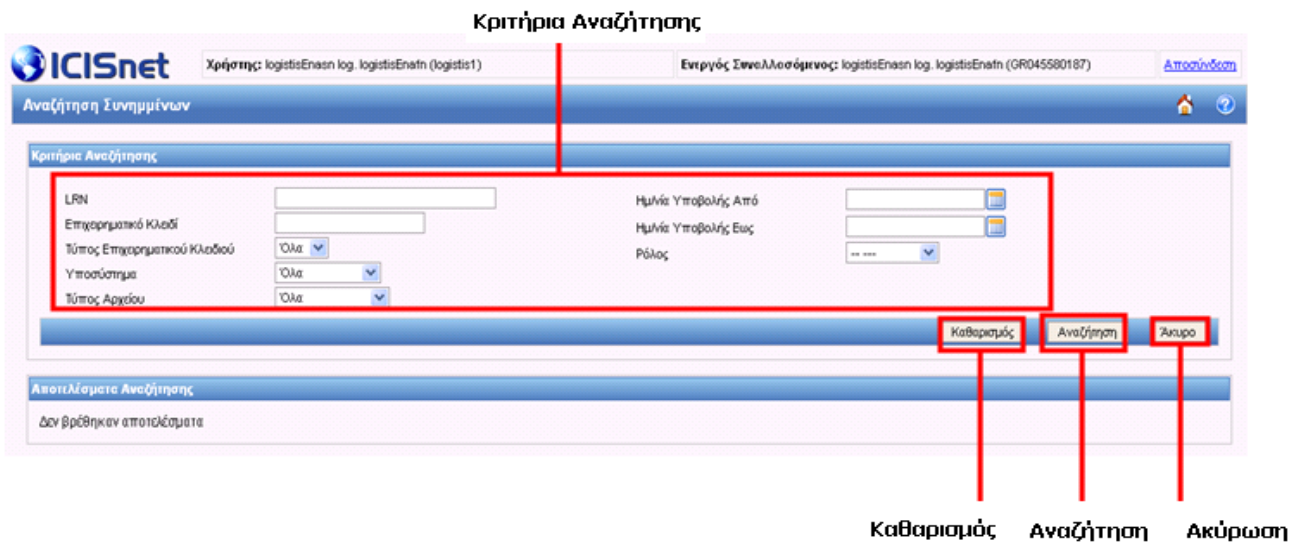 Κριτήρια Αναζήτησης
ICISnet Χρήστης: logistisEnasn log. logistisEnatn (logistis1) Ενεργός Συναλλασόμενος: logistisEnasn log. logistisEnatn (GR045580187) Αποσύνδεση
Αναζήτηση Συνημμένων
Κριτήρια Αναζήτησης
LRN Ημ/νία Υποβολής Από
Επιχειρηματικό Κλειδί Ημ/νία Υποβολής Εως
Τύπος Επιχειρηματικού Κλειδιού Όλα Ρόλος -- ---
Υποσύστημα Όλα
Τύπος Αρχείου Όλα
Καθαρισμός Αναζήτηση Άκυρο
Αποτελέσματα Αναζήτησης
Δεν βρέθηκαν αποτελέσματα
Καθαρισμός Αναζήτηση Ακύρωση